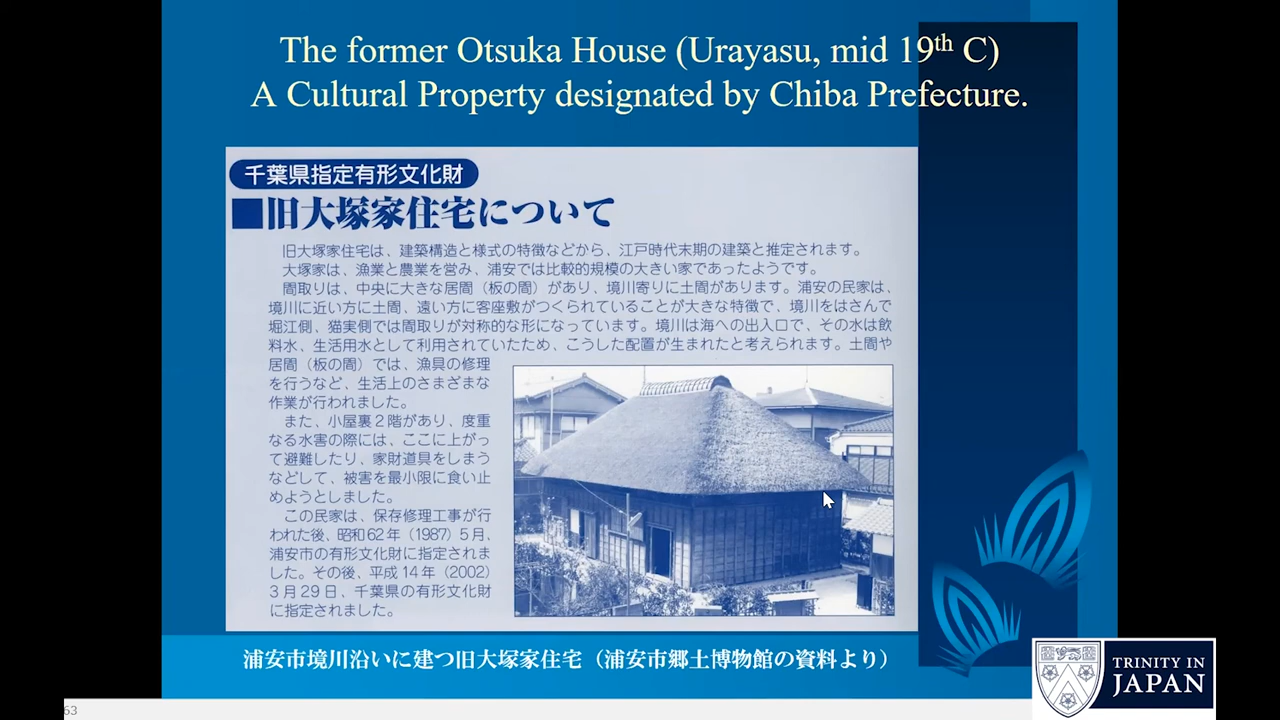 The former Otsuka House (Urayasu, mid 19th C)
A Cultural Property designated by Chiba Prefecture.
千葉県指定有形文化財
■旧大塚家住宅について
旧大塚家住宅は、建築構造と様式の特徴などから、江戸時代末期の建築と推定されます。
大塚家は、漁業と農業を営み、浦安では比較的規模の大きい家であったようです。
間取りは、中央に大きな居間（板の間）があり、境川寄りに土間があります。浦安の民家は、
境川に近い方に土間、遠い方に客座敷がつくられていることが大きな特徴で、境川をはさんで
堀江側、猫実側では間取りが対称的な形になっています。境川は海への出入口で、その水は飲
料水、生活用水として利用されていたため、こうした配置が生まれたと考えられます。土間や
居間（板の間）では、漁具の修理
を行うなど、生活上のさまざまな
作業が行われました。
また、小屋裏２階があり、度重
なる水害の際には、ここに上がっ
て避難したり、家財道具をしまう
などして、被害を最小限に食い止
めようとしました。
この民家は、保存修理工事が行
われた後、昭和62年（1987）５月、
浦安市の有形文化財に指定されま
した。その後、平成14年（2002）
３月29日、千葉県の有形文化財
に指定されました。
浦安市境川沿いに建つ旧大塚家住宅（浦安市郷土博物館の資料より）
TRINITY IN
JAPAN
63